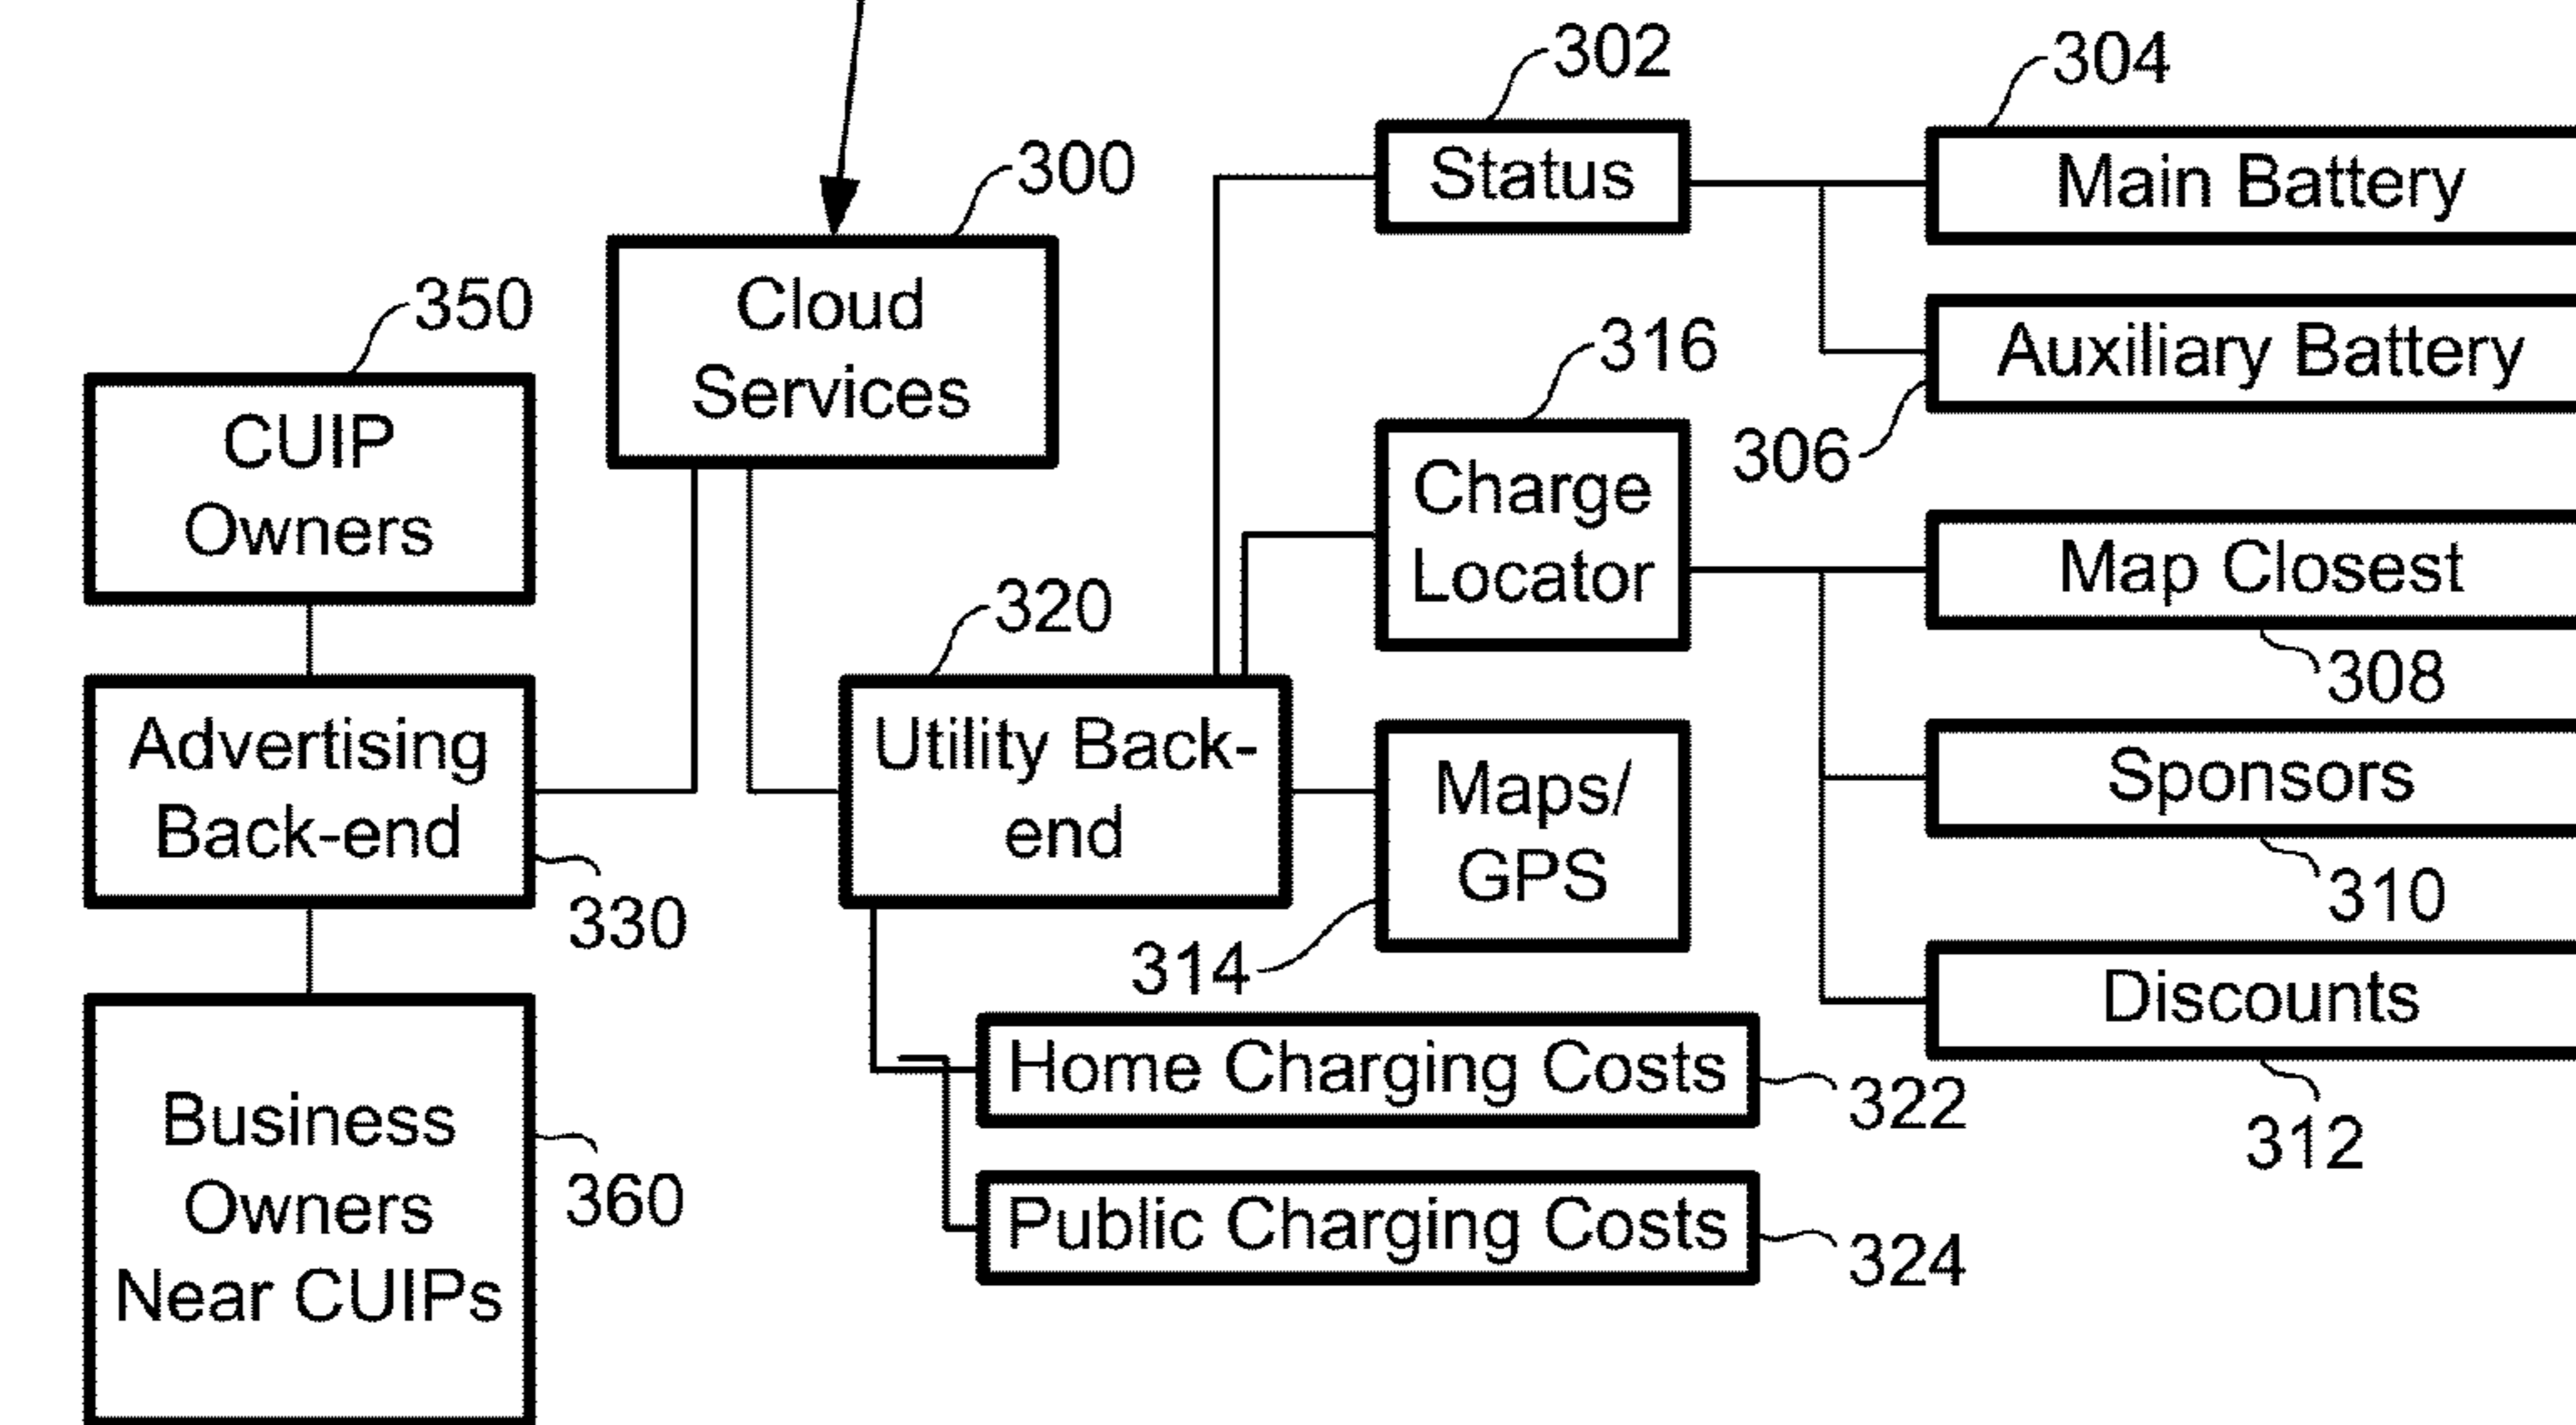 302
304
Status
Main Battery
300
Cloud
Services
350
316
Auxiliary Battery
306
CUIP
Owners
Charge
Locator
Map Closest
308
320
Advertising
Back-end
330
Utility Back-
end
Maps/
GPS
314
Sponsors
310
Discounts
312
Home Charging Costs
322
Business
Owners
Near CUIPs
360
Public Charging Costs
324